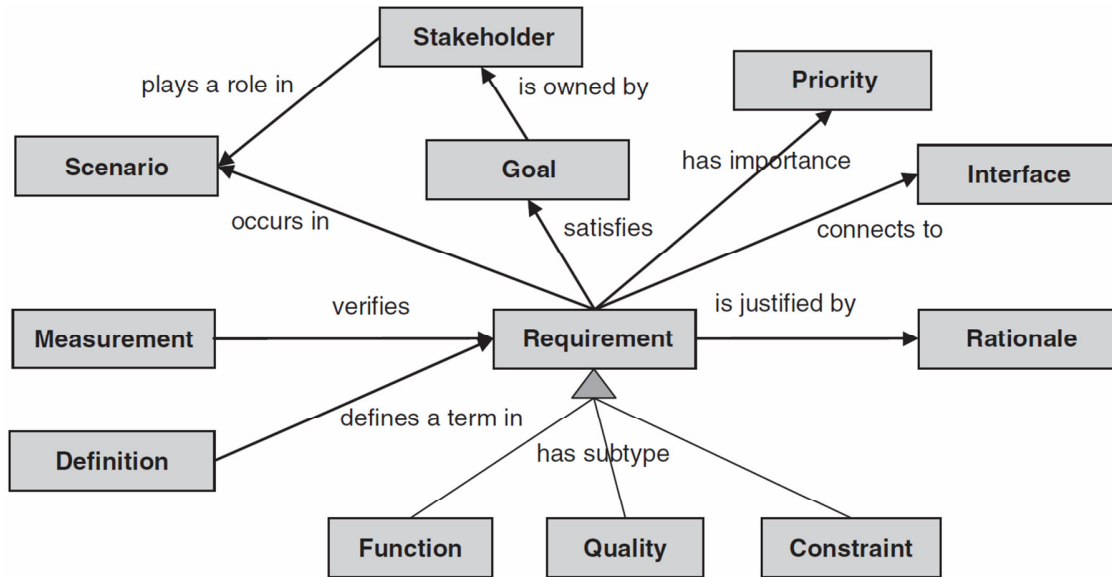 Stakeholder
Priority
plays a role in
is owned by
Scenario
Goal
has importance
Interface
occurs in
satisfies
connects to
verifies
is justified by
Measurement
Requirement
Rationale
defines a term in
Definition
has subtype
Function
Quality
Constraint